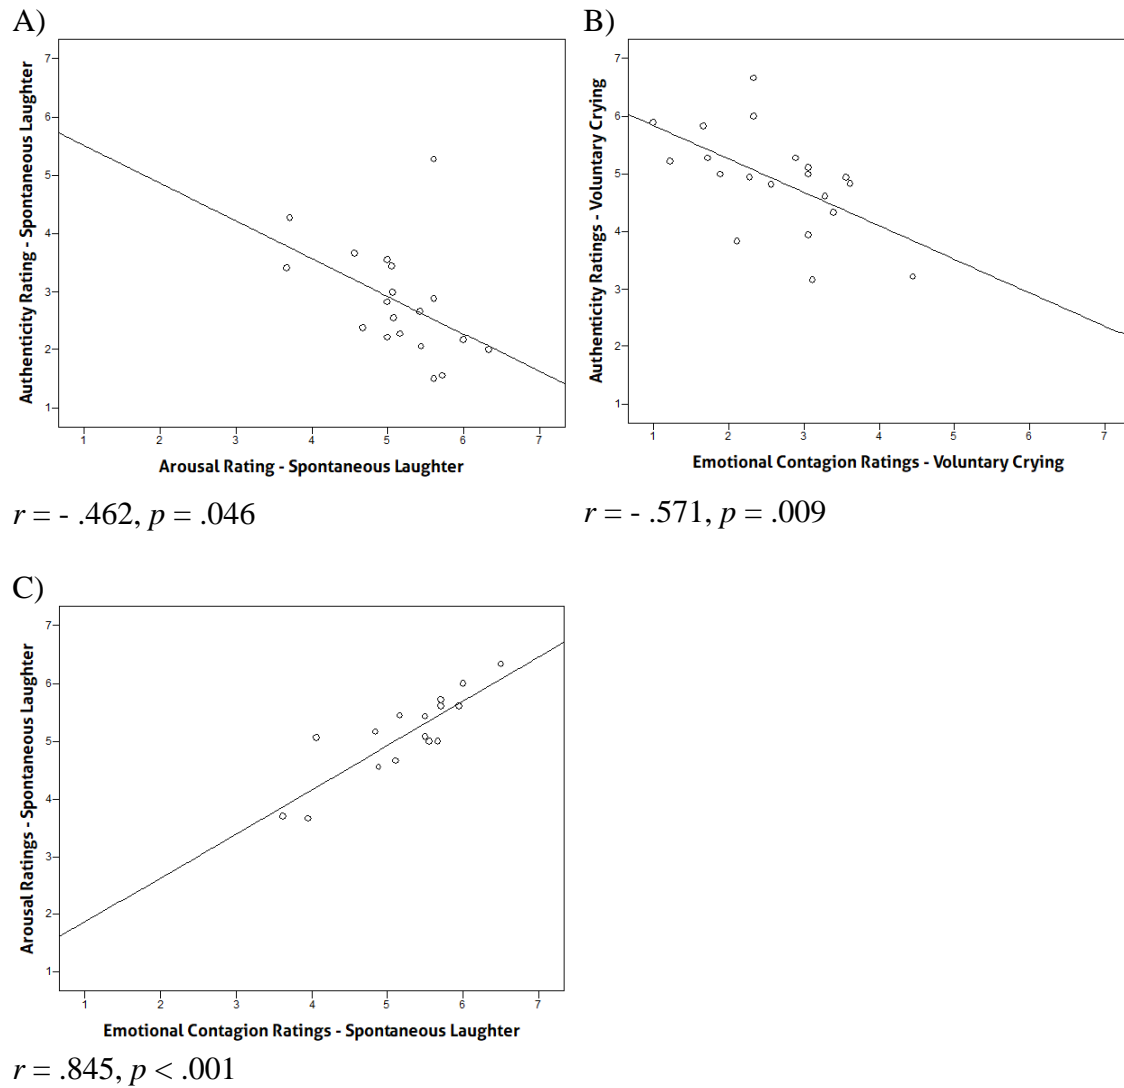 A)
7
6
5
4
3
2
1
Authenticity Rating - Spontaneous Laughter
1 2 3 4 5 6 7
Arousal Rating - Spontaneous Laughter
r = - .462, p = .046
B)
7
6
5
4
3
2
1
Authenticity Ratings - Voluntary Crying
1 2 3 4 5 6 7
Emotional Contagion Ratings - Voluntary Crying
r = - .571, p = .009
C)
7
6
5
4
3
2
1
Arousal Ratings - Spontaneous Laughter
1 2 3 4 5 6 7
Emotional Contagion Ratings - Spontaneous Laughter
r = .845, p < .001